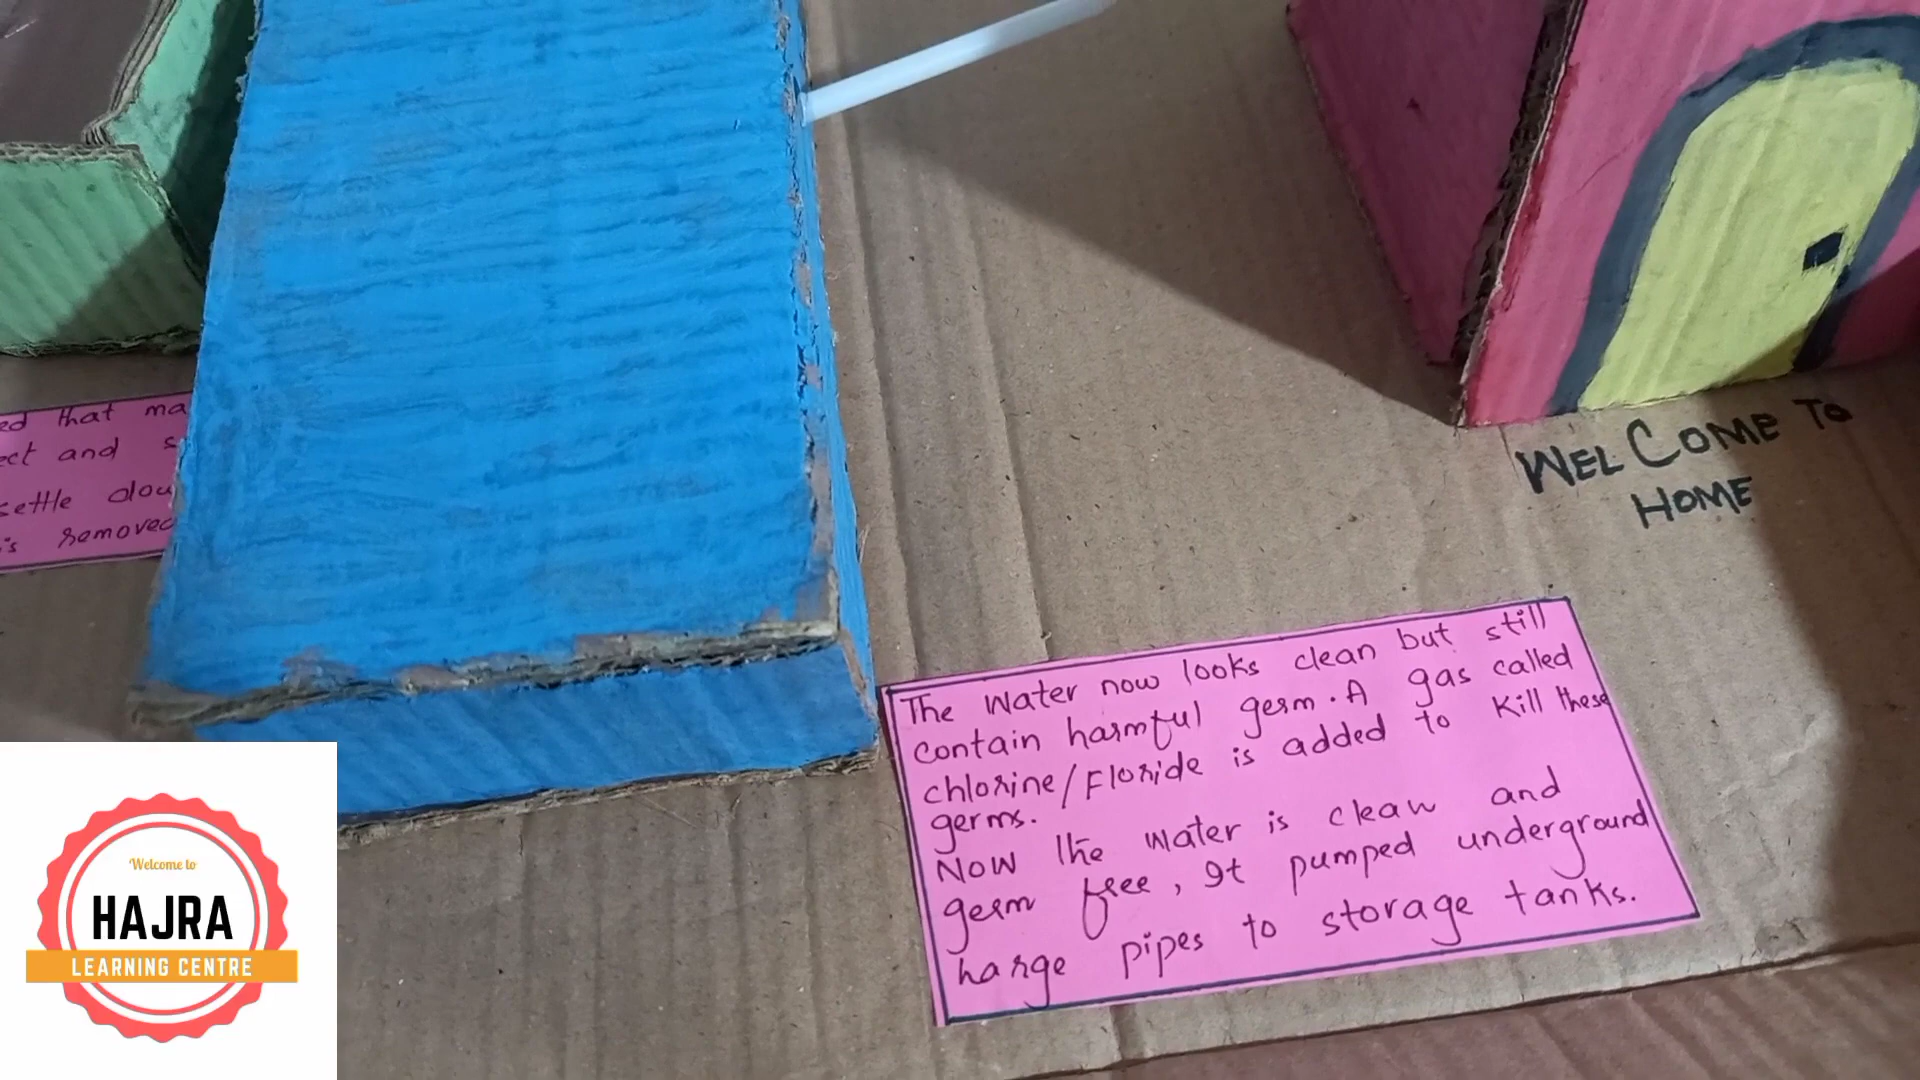 ed that ma
ect and s
settle dow
is removed
WELCOME TO
HOME
The Water now looks clean but still
contain harmful germ. A gas called
chlorine/Floride is added to Kill these
germs.
Now the water is clean and
germ free, It pumped underground
harge pipes to storage tanks.
Welcome to
HAJRA
LEARNING CENTRE